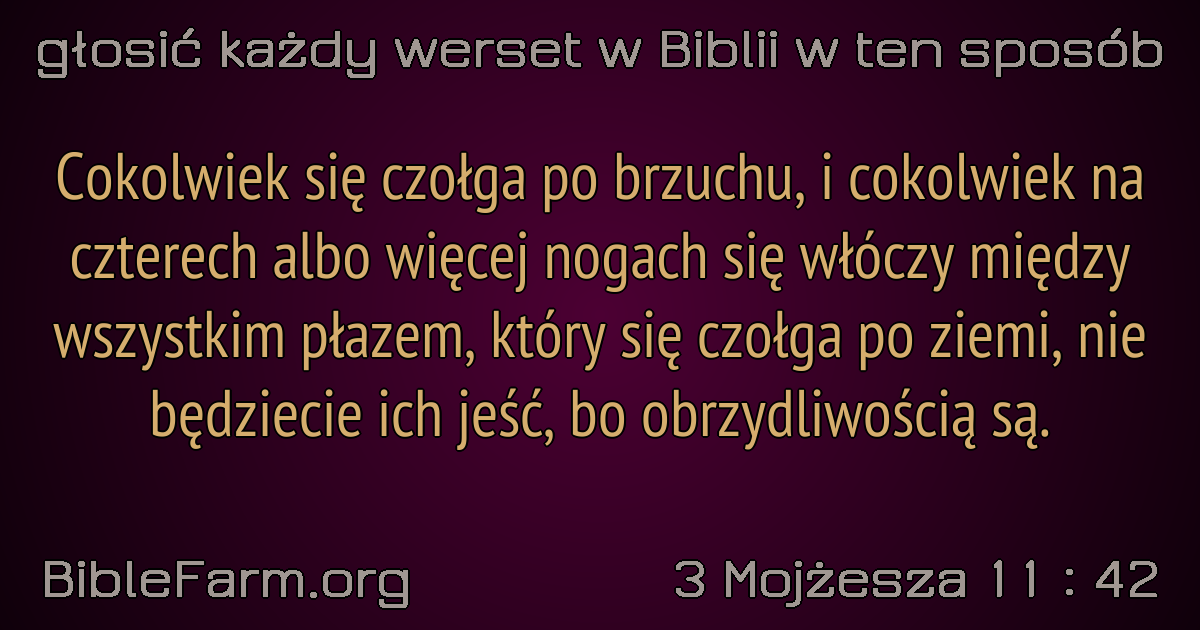 głosić każdy werset w Biblii w ten sposób
Cokolwiek się czołga po brzuchu, i cokolwiek na
czterech albo więcej nogach się włóczy między
wszystkim płazem, który się czołga po ziemi, nie
będziecie ich jeść, bo obrzydliwością są.
BibleFarm.org
3 Mojżesza 11 : 42